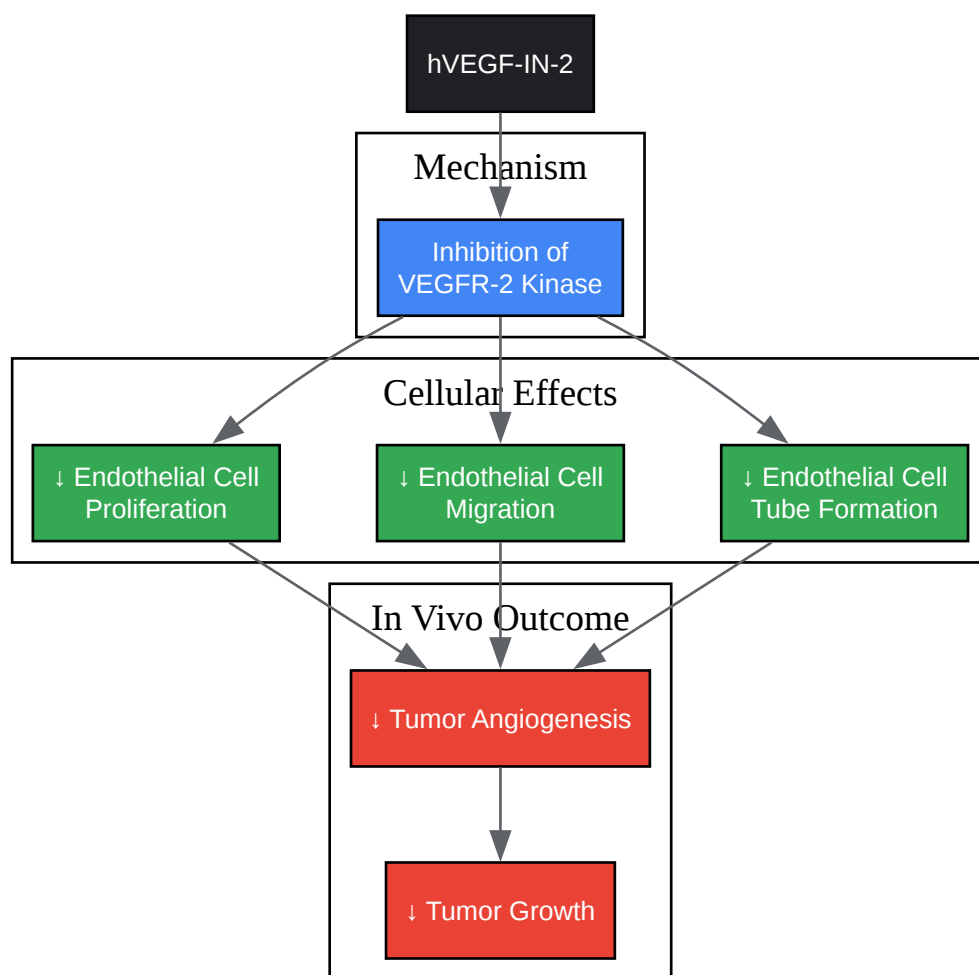 hVEGF-IN-2
Mechanism
Inhibition of
VEGFR-2 Kinase
Cellular Effects
↓ Endothelial Cell
Proliferation
↓ Endothelial Cell
Migration
↓ Endothelial Cell
Tube Formation
In Vivo Outcome
↓ Tumor Angiogenesis
↓ Tumor Growth